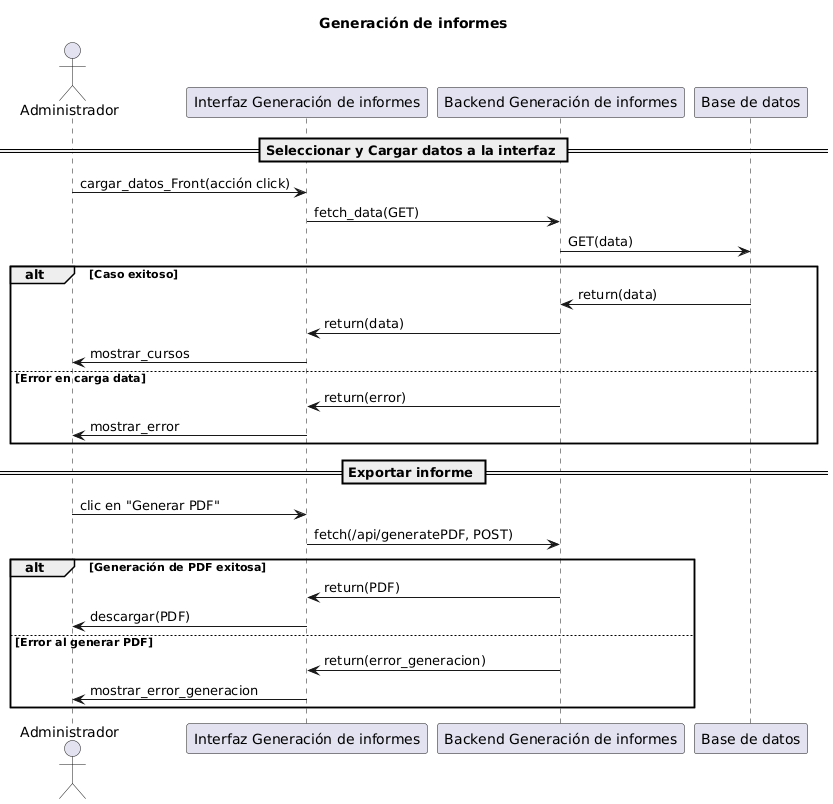 Generación de informes
Administrador
Interfaz Generación de informes
Backend Generación de informes
Base de datos
Seleccionar y Cargar datos a la interfaz
cargar_datos_Front(acción click)
fetch_data(GET)
GET(data)
alt [Caso exitoso]
return(data)
return(data)
mostrar_cursos
[Error en carga data]
return(error)
mostrar_error
Exportar informe
clic en "Generar PDF"
fetch(/api/generatePDF, POST)
alt [Generación de PDF exitosa]
return(PDF)
descargar(PDF)
[Error al generar PDF]
return(error_generacion)
mostrar_error_generacion
Administrador
Interfaz Generación de informes
Backend Generación de informes
Base de datos